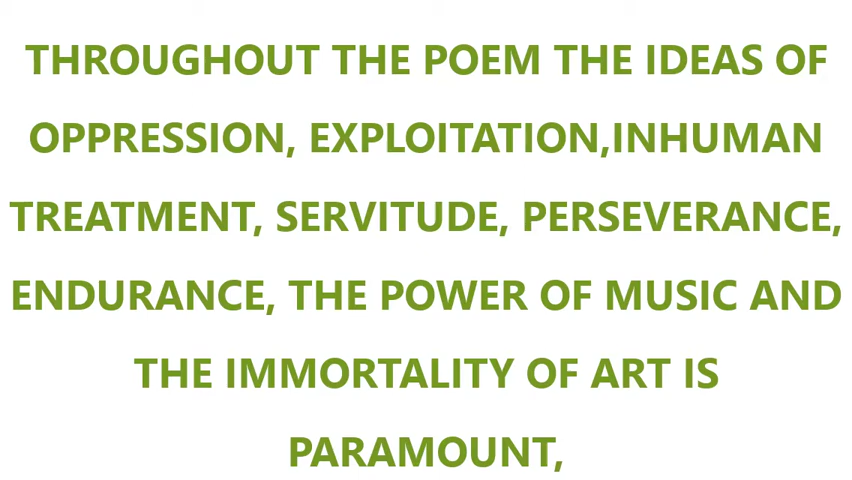 THROUGHOUT THE POEM THE IDEAS OF
OPPRESSION, EXPLOITATION,INHUMAN
TREATMENT, SERVITUDE, PERSEVERANCE,
ENDURANCE, THE POWER OF MUSIC AND
THE IMMORTALITY OF ART IS
PARAMOUNT,